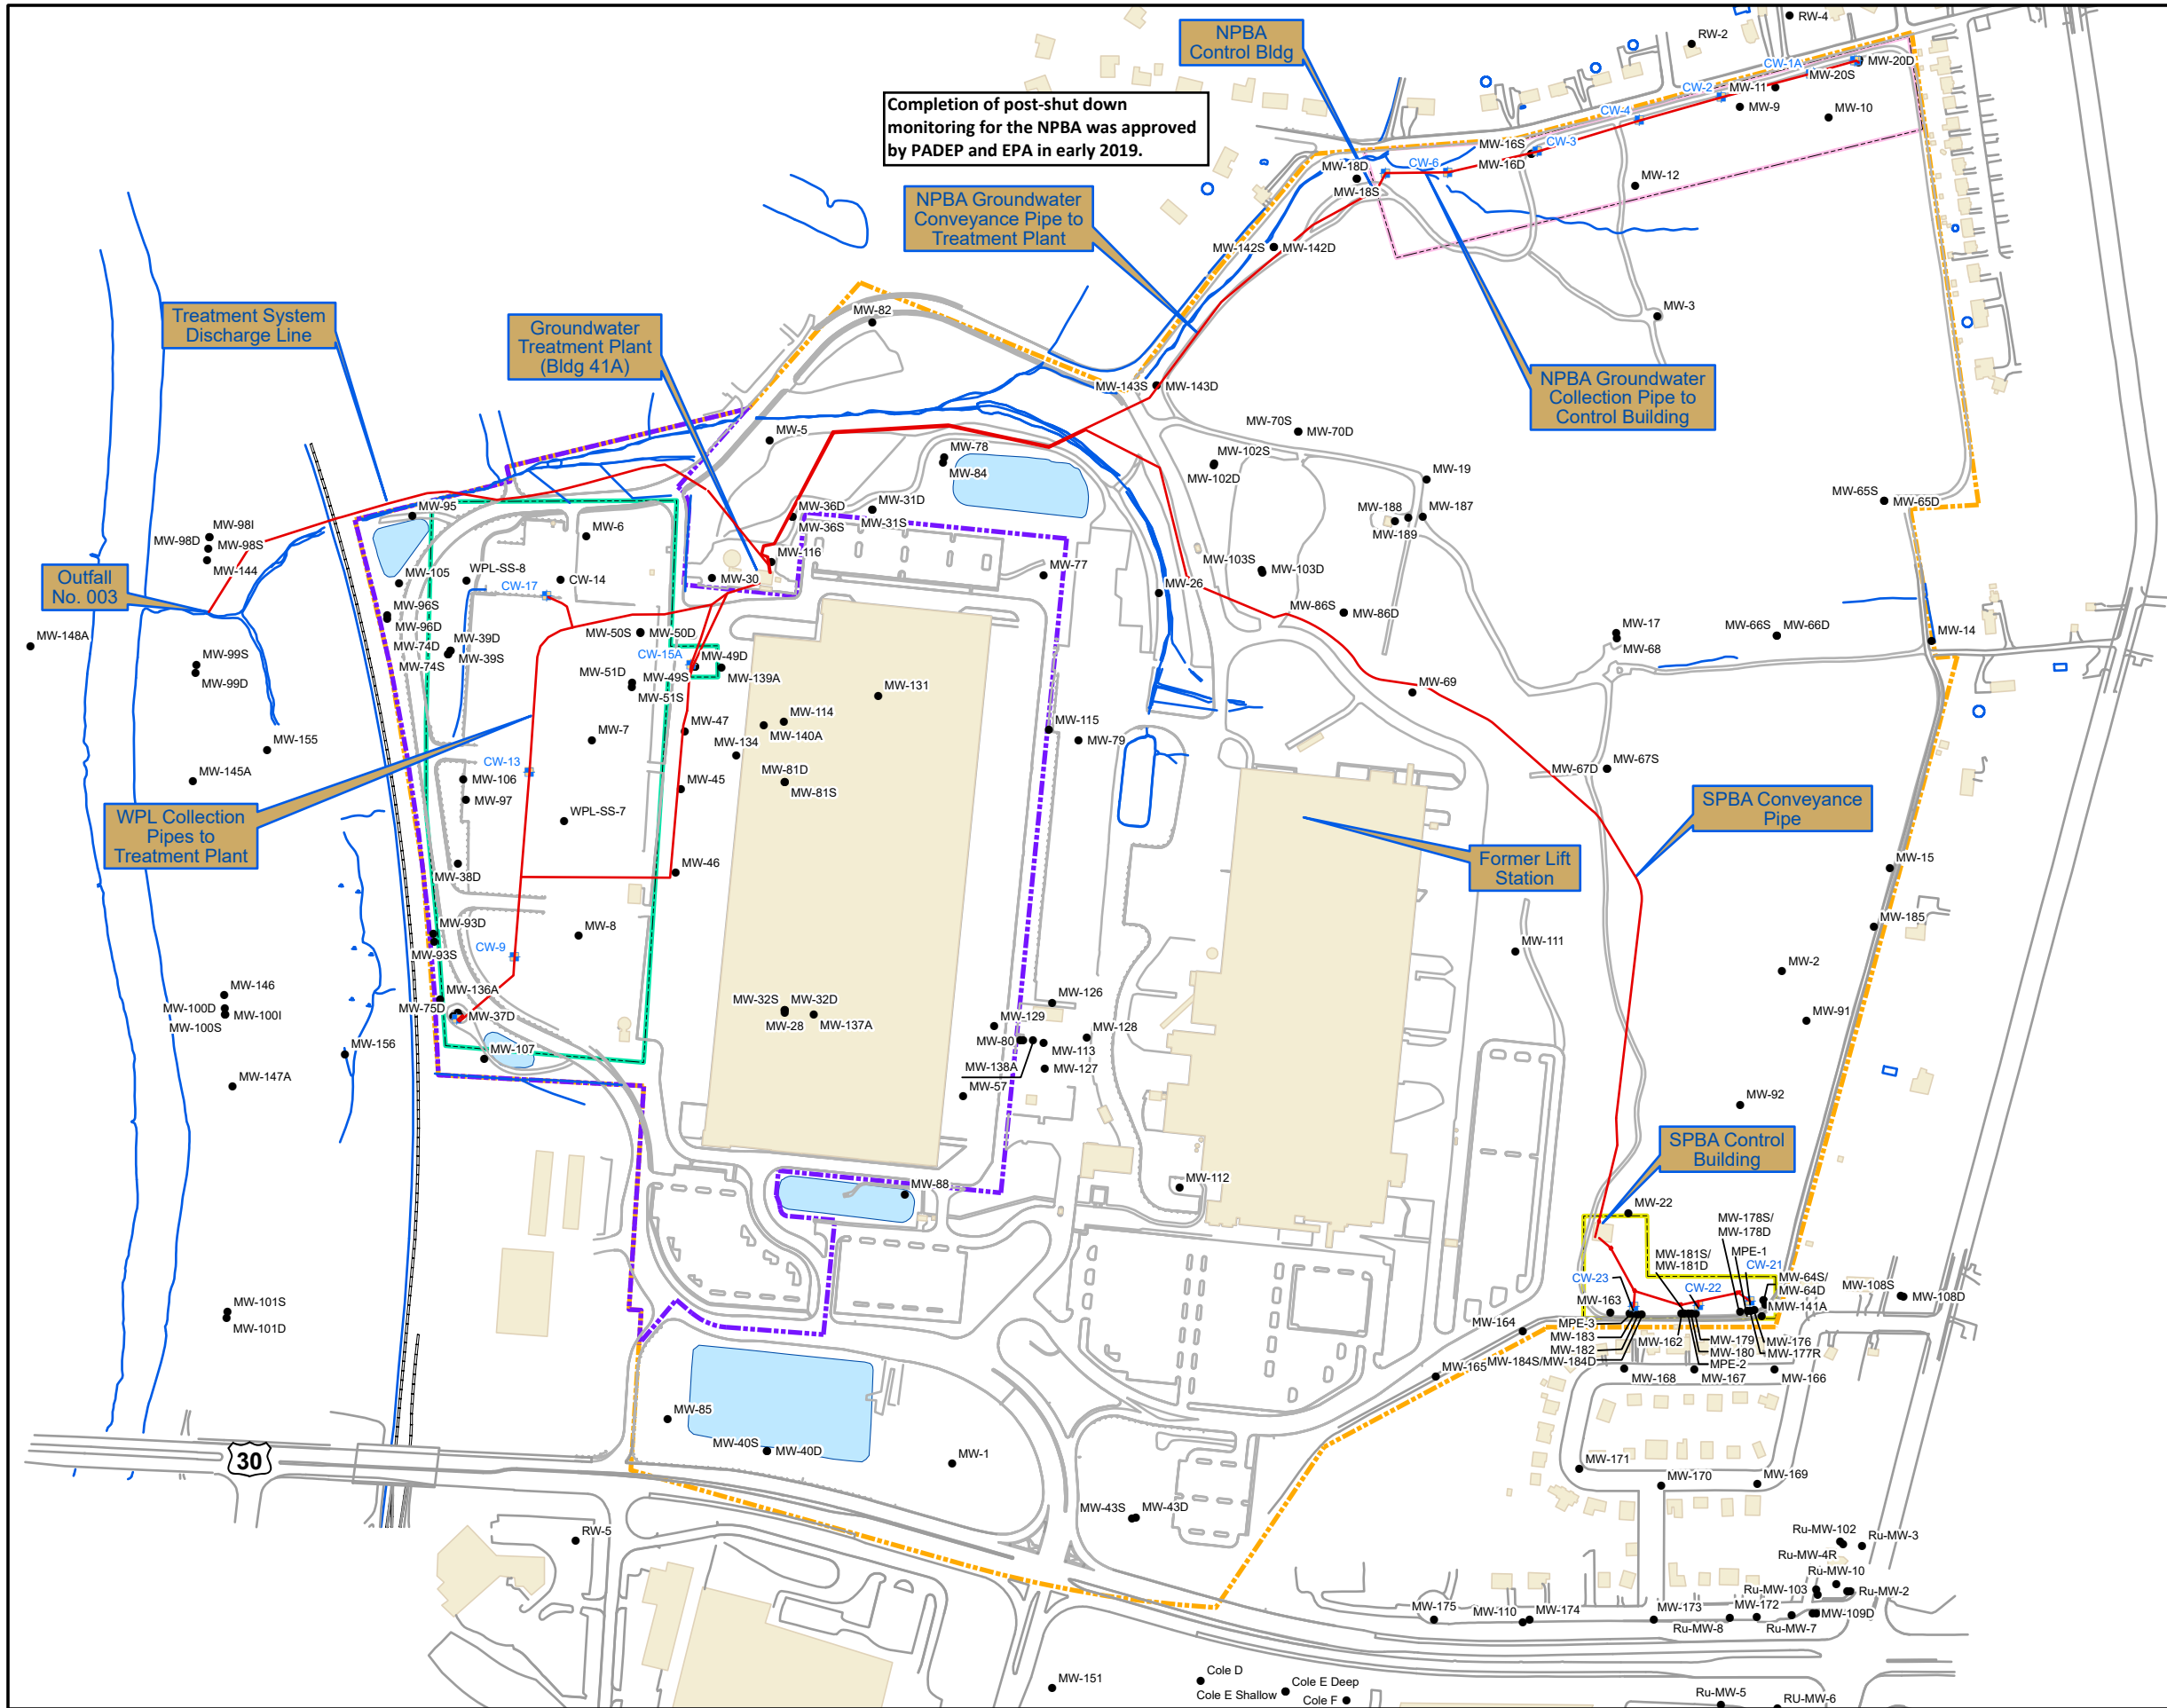 RW-4
RW-2
NPBA
Control Bldg
CW-1A
MW-20D
MW-20S
CW-2
MW-11
MW-9
MW-10
CW-4
Completion of post-shut down
monitoring for the NPBA was approved
by PADEP and EPA in early 2019.
MW-16S
CW-3
MW-16D
CW-6
MW-18D
MW-18S
MW-12
NPBA Groundwater
Conveyance Pipe to
Treatment Plant
MW-142S
MW-142D
MW-3
Treatment System
Discharge Line
Groundwater
Treatment Plant
(Bldg 41A)
MW-82
MW-143S
MW-143D
NPBA Groundwater
Collection Pipe to
Control Building
MW-5
MW-70S
MW-70D
MW-78
MW-84
MW-102S
MW-102D
MW-19
MW-65S
MW-65D
MW-95
MW-6
MW-36D
MW-36S
MW-31D
MW-31S
MW-188
MW-187
MW-189
MW-98I
MW-98D
MW-98S
MW-144
MW-116
MW-30
MW-77
MW-103S
MW-103D
MW-26
Outfall
No. 003
MW-105
WPL-SS-8
CW-17
CW-14
MW-86S
MW-86D
MW-96S
MW-96D
MW-148A
MW-74D
MW-74S
MW-39D
MW-39S
MW-50S
MW-50D
CW-15A
MW-49D
MW-49S
MW-139A
MW-17
MW-68
MW-66S
MW-66D
MW-14
MW-99S
MW-99D
MW-51D
MW-51S
MW-131
MW-69
MW-47
MW-114
MW-140A
MW-115
MW-79
MW-7
MW-134
MW-155
MW-145A
CW-13
MW-106
MW-97
MW-45
MW-81D
MW-81S
MW-67D
MW-67S
WPL Collection
Pipes to
Treatment Plant
WPL-SS-7
SPBA Conveyance
Pipe
MW-38D
MW-46
Former Lift
Station
MW-15
MW-93D
MW-93S
MW-8
CW-9
MW-185
MW-111
MW-2
MW-146
MW-100D
MW-100I
MW-100S
MW-136A
MW-75D
MW-37D
MW-32S
MW-32D
MW-28
MW-137A
MW-126
MW-129
MW-128
MW-80
MW-113
MW-138A
MW-127
MW-91
MW-156
MW-107
MW-147A
MW-57
MW-92
SPBA Control
Building
MW-88
MW-112
MW-22
MW-178S/
MW-178D
MW-181S/
MW-181D
MPE-1
CW-21
CW-23
CW-22
MW-64S/
MW-64D
MW-108S
MW-108D
MW-101S
MW-101D
MW-163
MW-141A
MW-164
MPE-3
MW-183
MW-182
MW-184S/MW-184D
MW-162
MW-179
MW-180
MPE-2
MW-176
MW-177R
MW-165
MW-168
MW-167
MW-166
MW-85
MW-40S
MW-40D
MW-1
30
MW-171
MW-170
MW-169
MW-43S
MW-43D
RW-5
Ru-MW-102
Ru-MW-3
Ru-MW-4R
Ru-MW-10
Ru-MW-103
Ru-MW-2
MW-109D
MW-175
MW-110
MW-174
MW-173
MW-172
Ru-MW-8
Ru-MW-7
MW-151
Cole D
Cole E Shallow
Cole E Deep
Cole F
Ru-MW-5
RU-MW-6